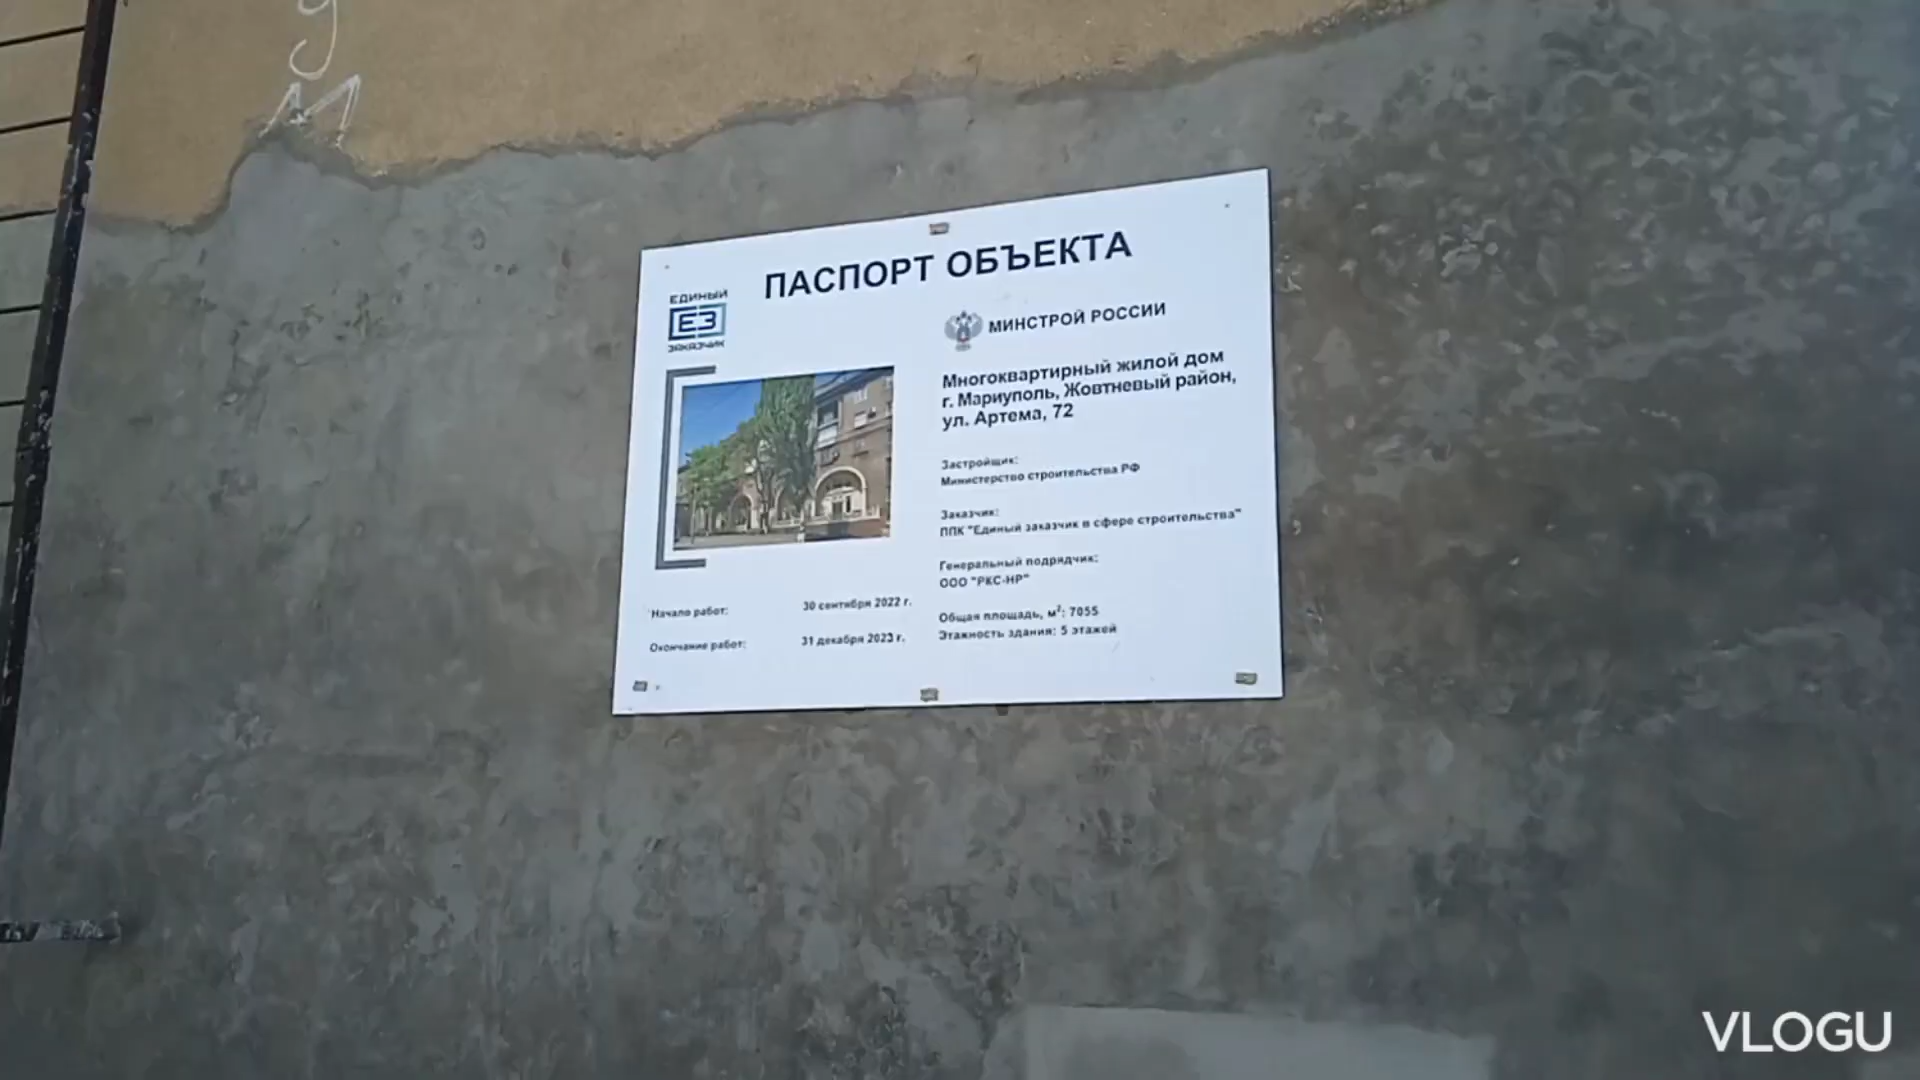 ПАСПОРТ ОБЪЕКТА
ЕДИНЫЙ
ЕЗ
ЗАКАЗЧИК
МИНСТРОЙ РОССИИ
Многоквартирный жилой дом
г. Мариуполь, Жовтневый район,
ул. Артема, 72
Застройщик:
Министерство строительства РФ
Заказчик:
ППК "Единый заказчик в сфере строительства"
Генеральный подрядчик:
ООО "РКС-НР"
Начало работ: 30 сентября 2022 г.
Окончание работ: 31 декабря 2023 г.
Общая площадь, м²: 7055
Этажность здания: 5 этажей
VLOGU